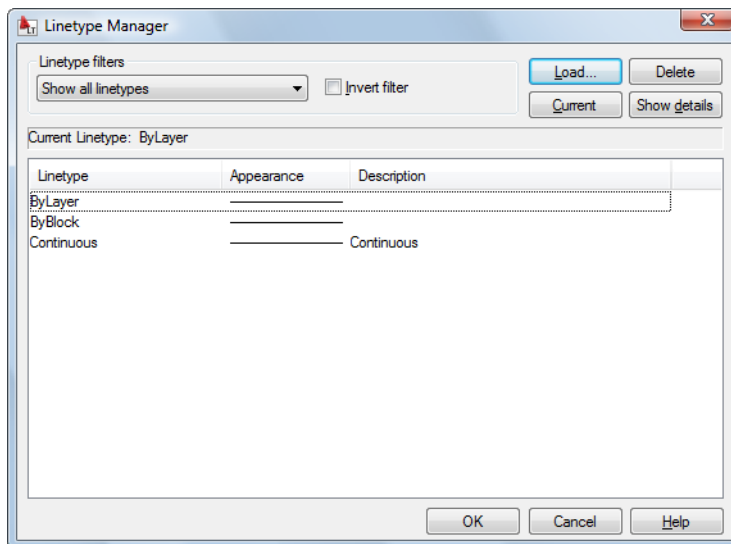 LT Linetype Manager X
Linetype filters
Show all linetypes
Invert filter
Load... Delete
Current Show details
Current Linetype: ByLayer
Linetype Appearance Description
ByLayer
ByBlock
Continuous Continuous
OK Cancel Help